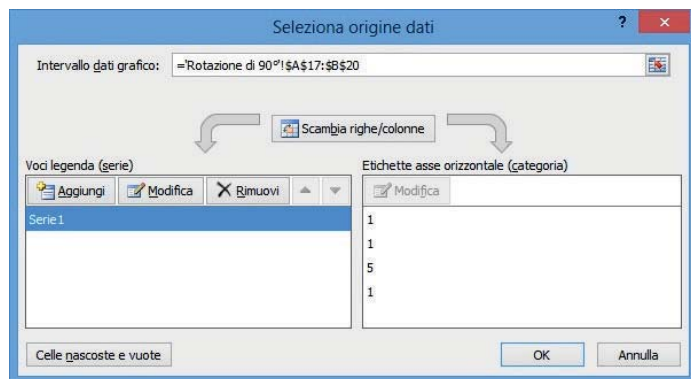 Seleziona origine dati
?
×
Intervallo dati grafico: ='Rotazione di 90°'!$A$17:$B$20
Scambia righe/colonne
Voci legenda (serie)
Etichette asse orizzontale (categoria)
Aggiungi Modifica Rimuovi
Modifica
Serie1
1
1
5
1
Celle nascoste e vuote
OK Annulla